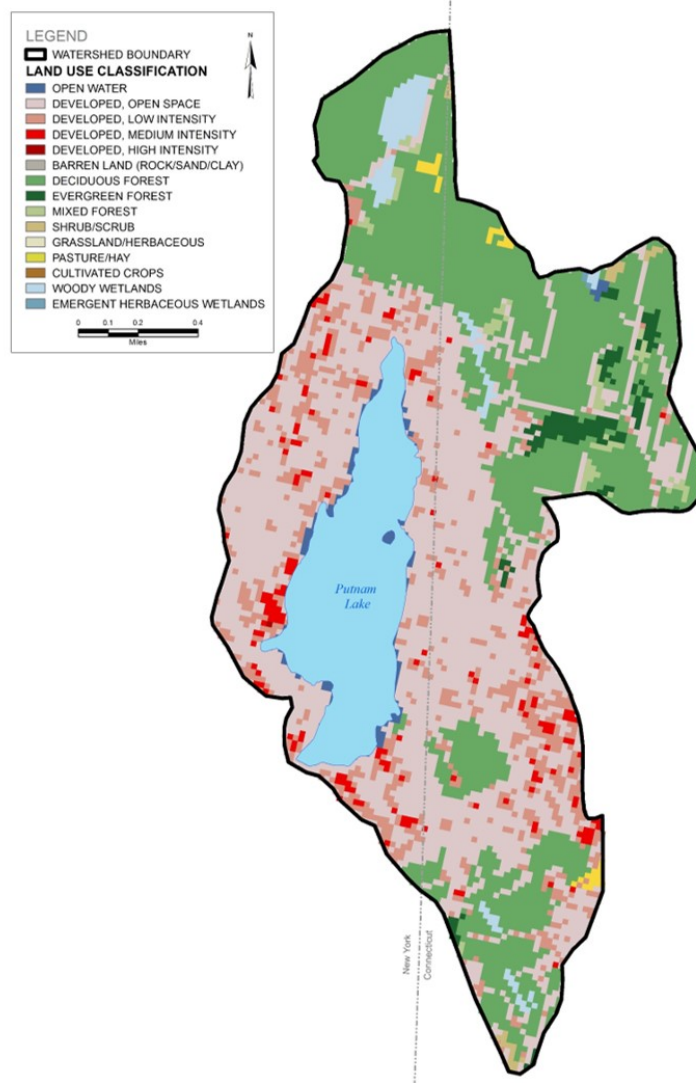 LEGEND
N
WATERSHED BOUNDARY
LAND USE CLASSIFICATION
OPEN WATER
DEVELOPED, OPEN SPACE
DEVELOPED, LOW INTENSITY
DEVELOPED, MEDIUM INTENSITY
DEVELOPED, HIGH INTENSITY
BARREN LAND (ROCK/SAND/CLAY)
DECIDUOUS FOREST
EVERGREEN FOREST
MIXED FOREST
SHRUB/SCRUB
GRASSLAND/HERBACEOUS
PASTURE/HAY
CULTIVATED CROPS
WOODY WETLANDS
EMERGENT HERBACEOUS WETLANDS
0 0.1 0.2 0.4
Miles
Putnam
Lake
New York
Connecticut